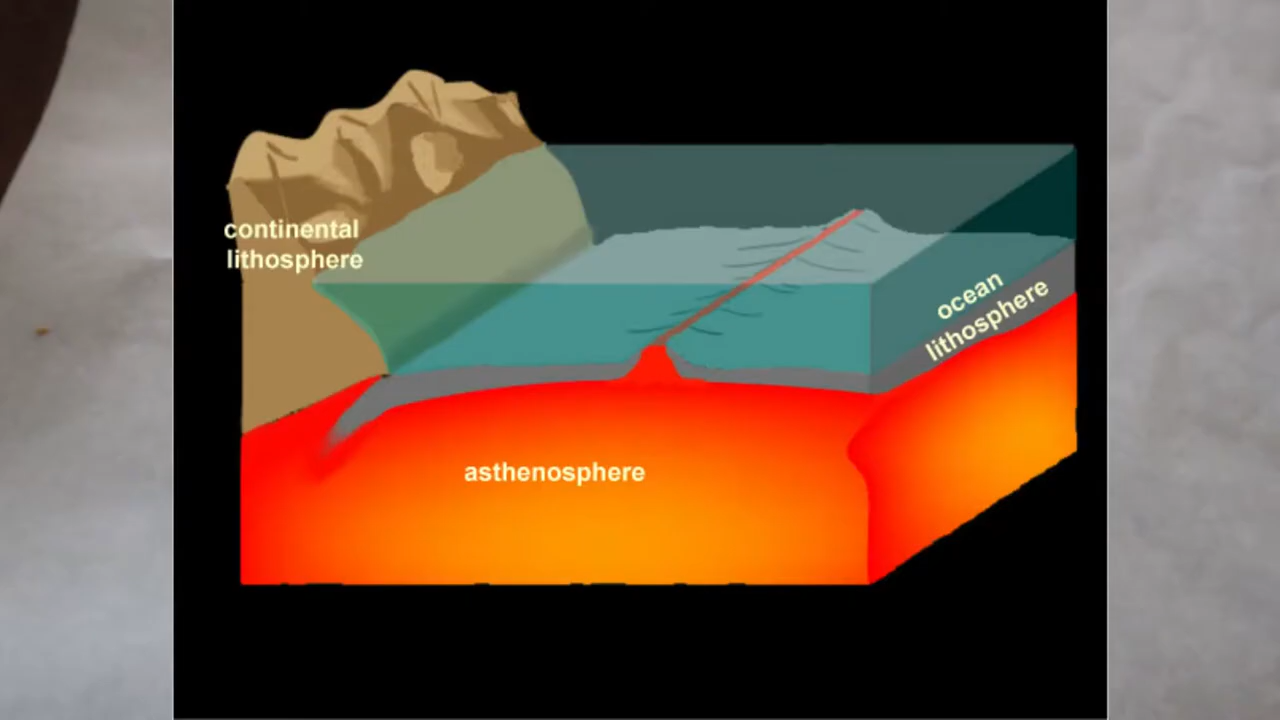 continental
lithosphere
ocean
lithosphere
asthenosphere